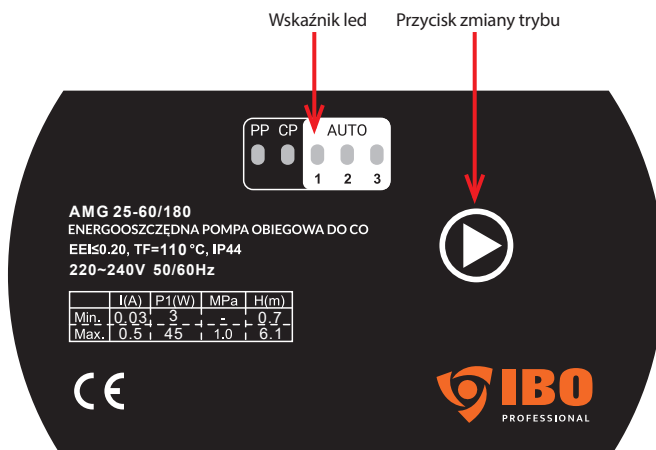 Wskaźnik led Przycisk zmiany trybu
PP CP AUTO
1 2 3
AMG 25-60/180
ENERGOOSZCZĘDNA POMPA OBIEGOWA DO CO
EEI≤0.20, TF=110 °C, IP44
220~240V 50/60Hz
I(A) P1(W) MPa H(m)
Min. 0.03 3 - 0.7
Max. 0.5 45 1.0 6.1
CE
IBO
PROFESSIONAL